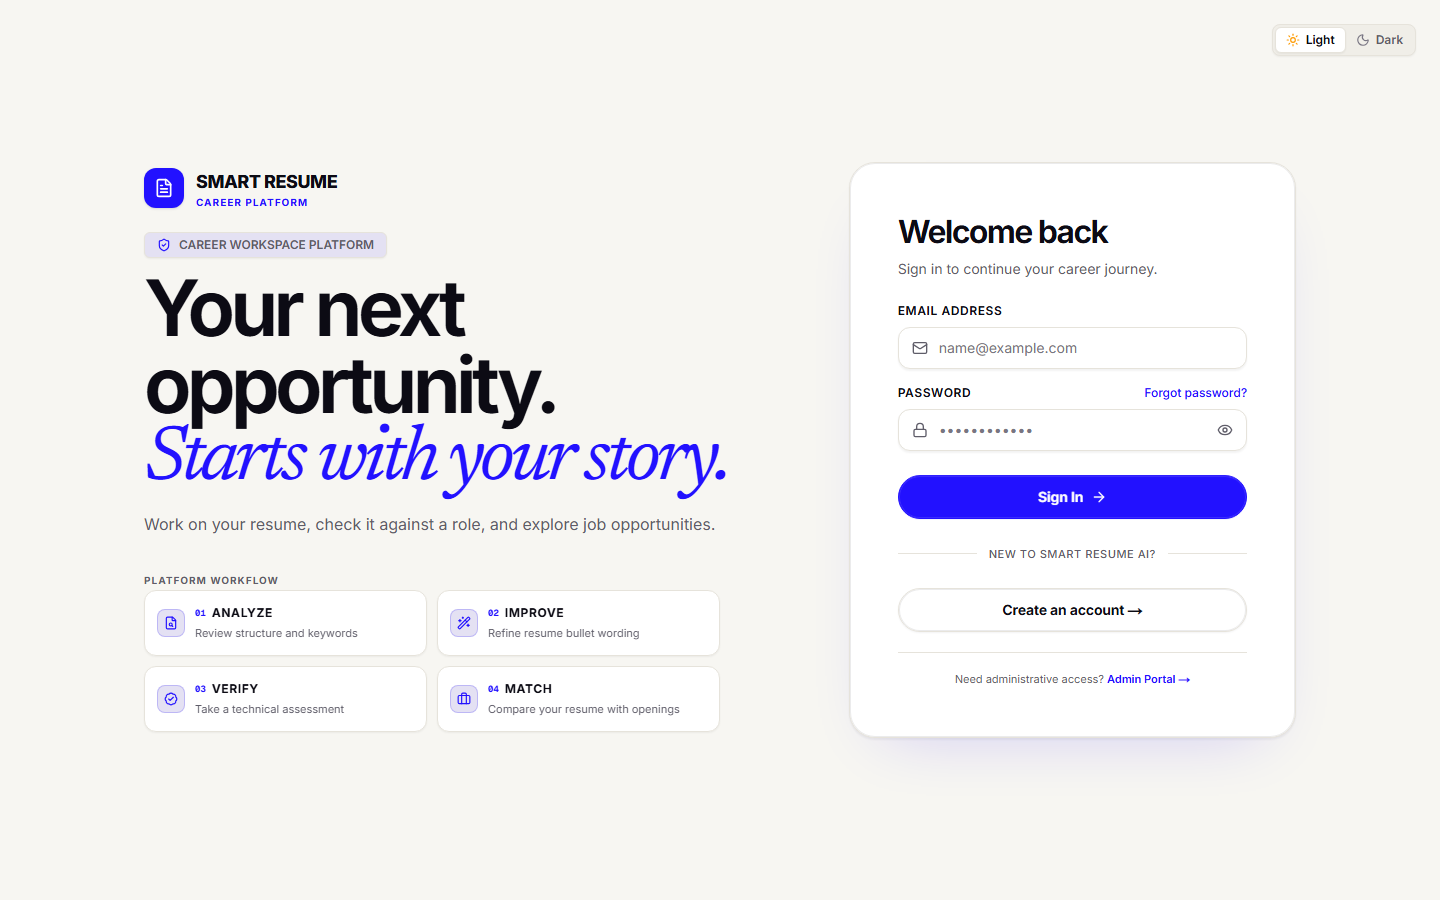 Light
Dark
SMART RESUME
CAREER PLATFORM
CAREER WORKSPACE PLATFORM
Your next
opportunity.
Starts with your story.
Work on your resume, check it against a role, and explore job opportunities.
PLATFORM WORKFLOW
01 ANALYZE
Review structure and keywords
02 IMPROVE
Refine resume bullet wording
03 VERIFY
Take a technical assessment
04 MATCH
Compare your resume with openings
Welcome back
Sign in to continue your career journey.
EMAIL ADDRESS
name@example.com
PASSWORD
Forgot password?
••••••••••••
Sign In →
NEW TO SMART RESUME AI?
Create an account →
Need administrative access? Admin Portal →